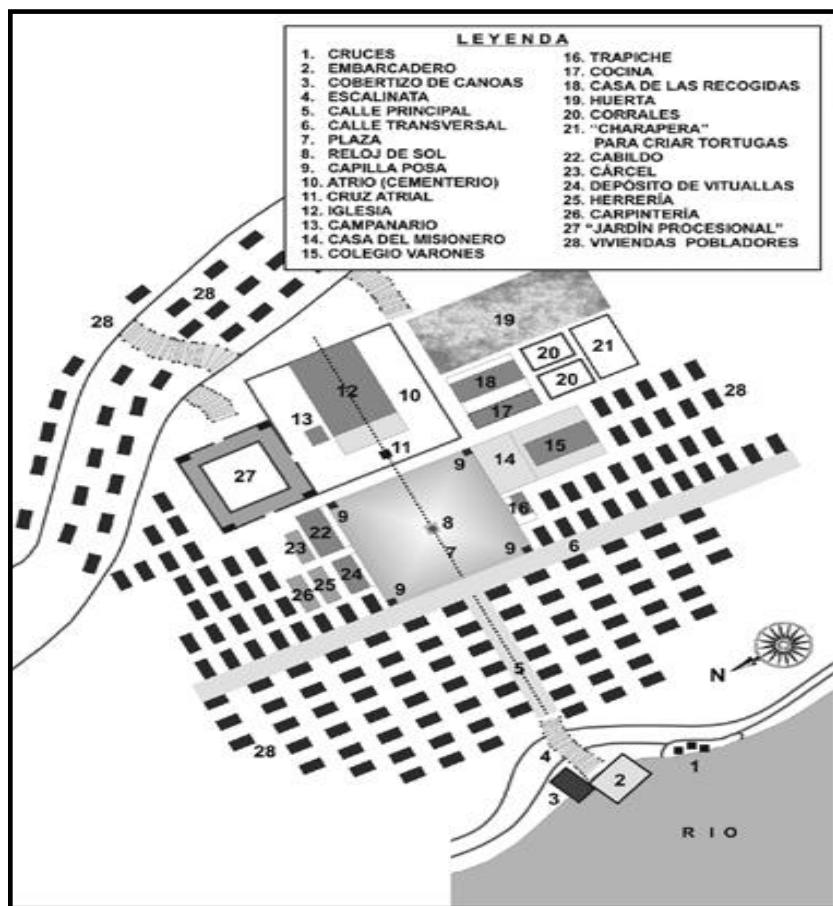 LEYENDA
1. CRUCES
2. EMBARCADERO
3. COBERTIZO DE CANOAS
4. ESCALINATA
5. CALLE PRINCIPAL
6. CALLE TRANSVERSAL
7. PLAZA
8. RELOJ DE SOL
9. CAPILLA POSA
10. ATRIO (CEMENTERIO)
11. CRUZ ATRIAL
12. IGLESIA
13. CAMPANARIO
14. CASA DEL MISIONERO
15. COLEGIO VARONES
16. TRAPICHE
17. COCINA
18. CASA DE LAS RECOGIDAS
19. HUERTA
20. CORRALES
21. "CHARAPERA"
PARA CRIAR TORTUGAS
22. CABILDO
23. CÁRCEL
24. DEPÓSITO DE VITUALLAS
25. HERRERÍA
26. CARPINTERÍA
27 "JARDÍN PROCESIONAL"
28. VIVIENDAS POBLADORES
28
28
19
20
21
20
18
12
10
17
28
13
11
15
9
14
27
16
9
8
22
7
9
6
23
24
25
26
9
N
5
28
4
1
2
3
RIO